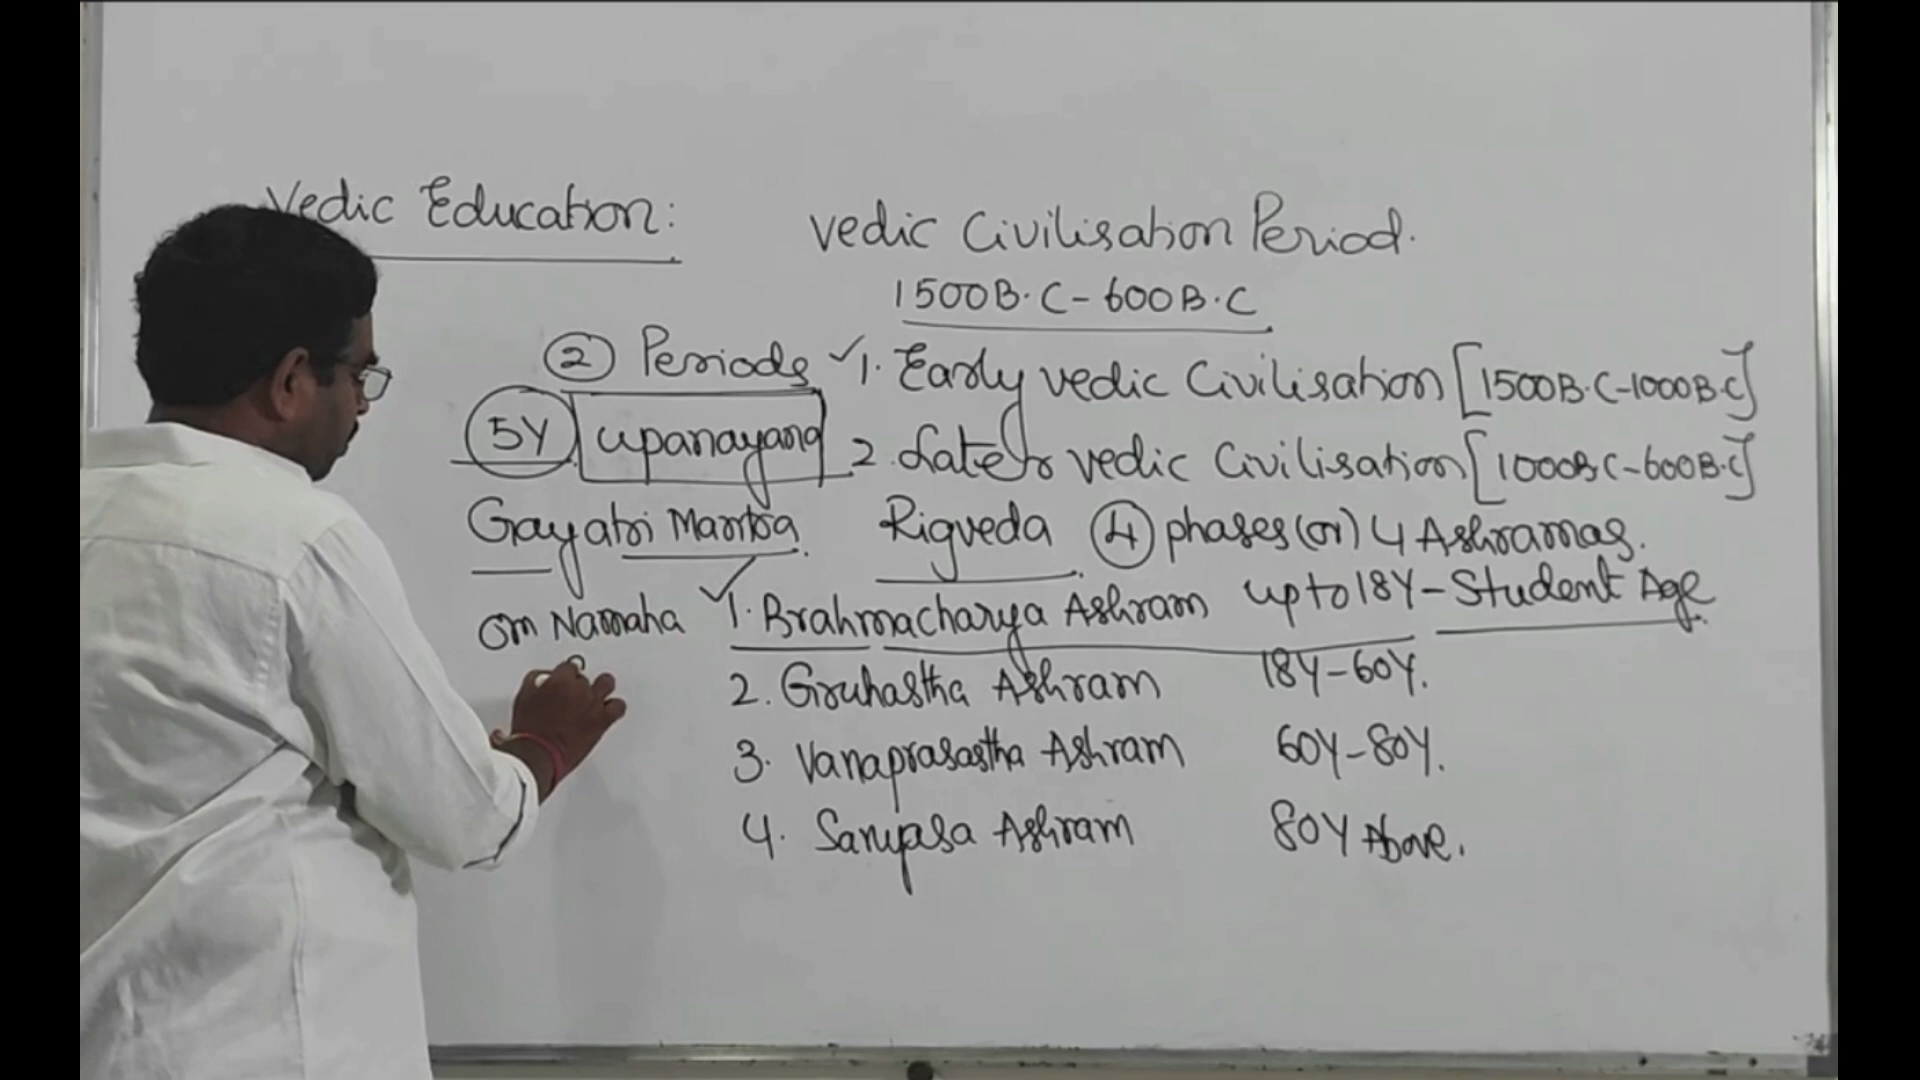 Vedic Education:
Vedic Civilisation Period.
1500B.C-600B.C
2 Periods ✓1. Early vedic Civilisation [1500B.C-1000B.C]
5Y upanayana 2. Later vedic Civilisation [1000B.C-600B.C]
Gayatri Mantra. Rigveda. 4 phases (or) 4 Ashramas.
om Namaha ✓1. Brahmacharya Ashram up to 18Y-Student Age.
2. Gruhastha Ashram 18Y-60Y.
3. Vanaprasastha Ashram 60Y-80Y.
4. Sanyasa Ashram 80Y Above.